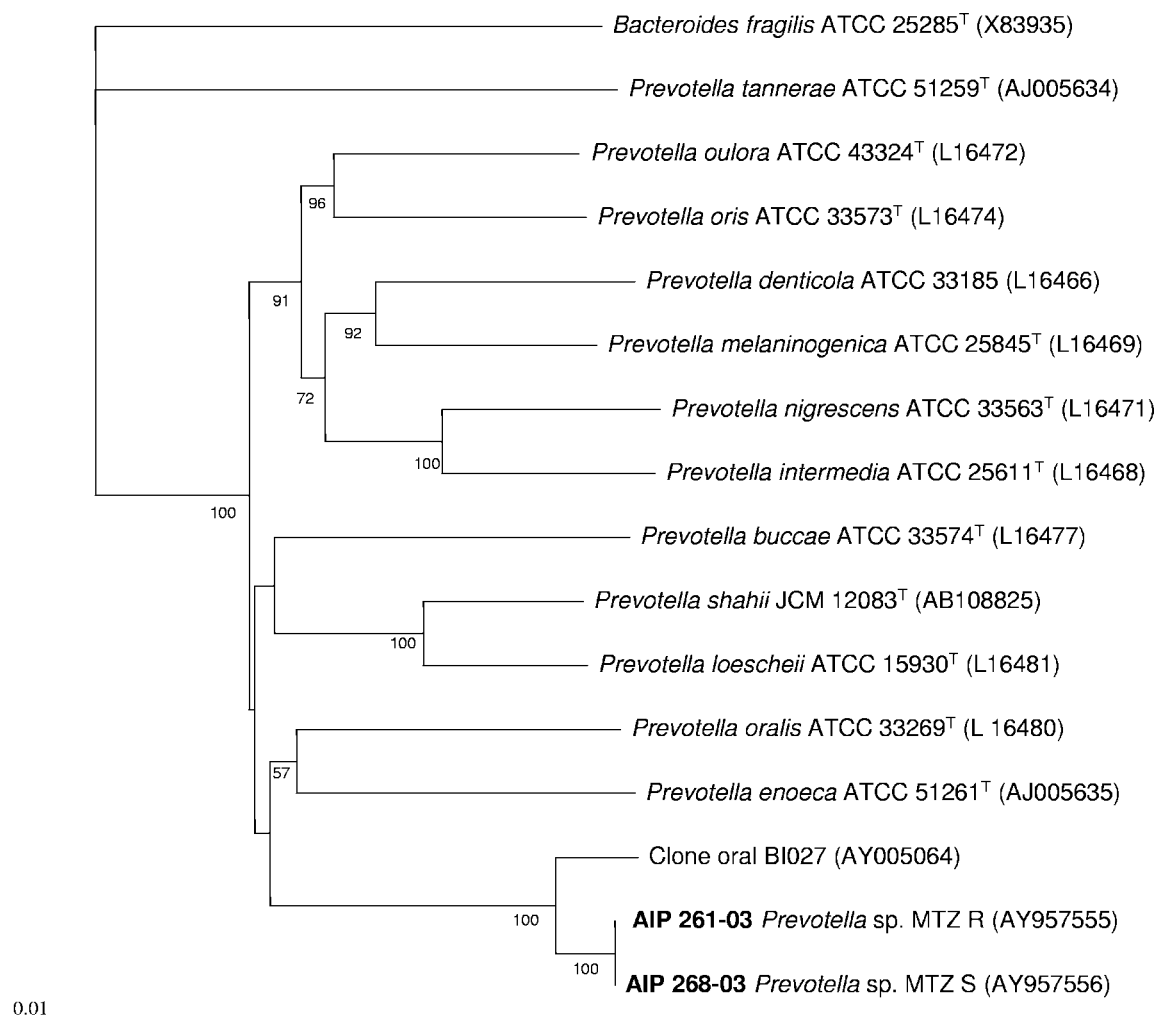 Bacteroides fragilis ATCC 25285ᵀ (X83935)
Prevotella tannerae ATCC 51259ᵀ (AJ005634)
Prevotella oulora ATCC 43324ᵀ (L16472)
96
Prevotella oris ATCC 33573ᵀ (L16474)
Prevotella denticola ATCC 33185 (L16466)
91
92
Prevotella melaninogenica ATCC 25845ᵀ (L16469)
72
Prevotella nigrescens ATCC 33563ᵀ (L16471)
100
Prevotella intermedia ATCC 25611ᵀ (L16468)
100
Prevotella buccae ATCC 33574ᵀ (L16477)
Prevotella shahii JCM 12083ᵀ (AB108825)
100
Prevotella loescheii ATCC 15930ᵀ (L16481)
Prevotella oralis ATCC 33269ᵀ (L 16480)
57
Prevotella enoeca ATCC 51261ᵀ (AJ005635)
Clone oral BI027 (AY005064)
100
AIP 261-03 Prevotella sp. MTZ R (AY957555)
100
AIP 268-03 Prevotella sp. MTZ S (AY957556)
0.01